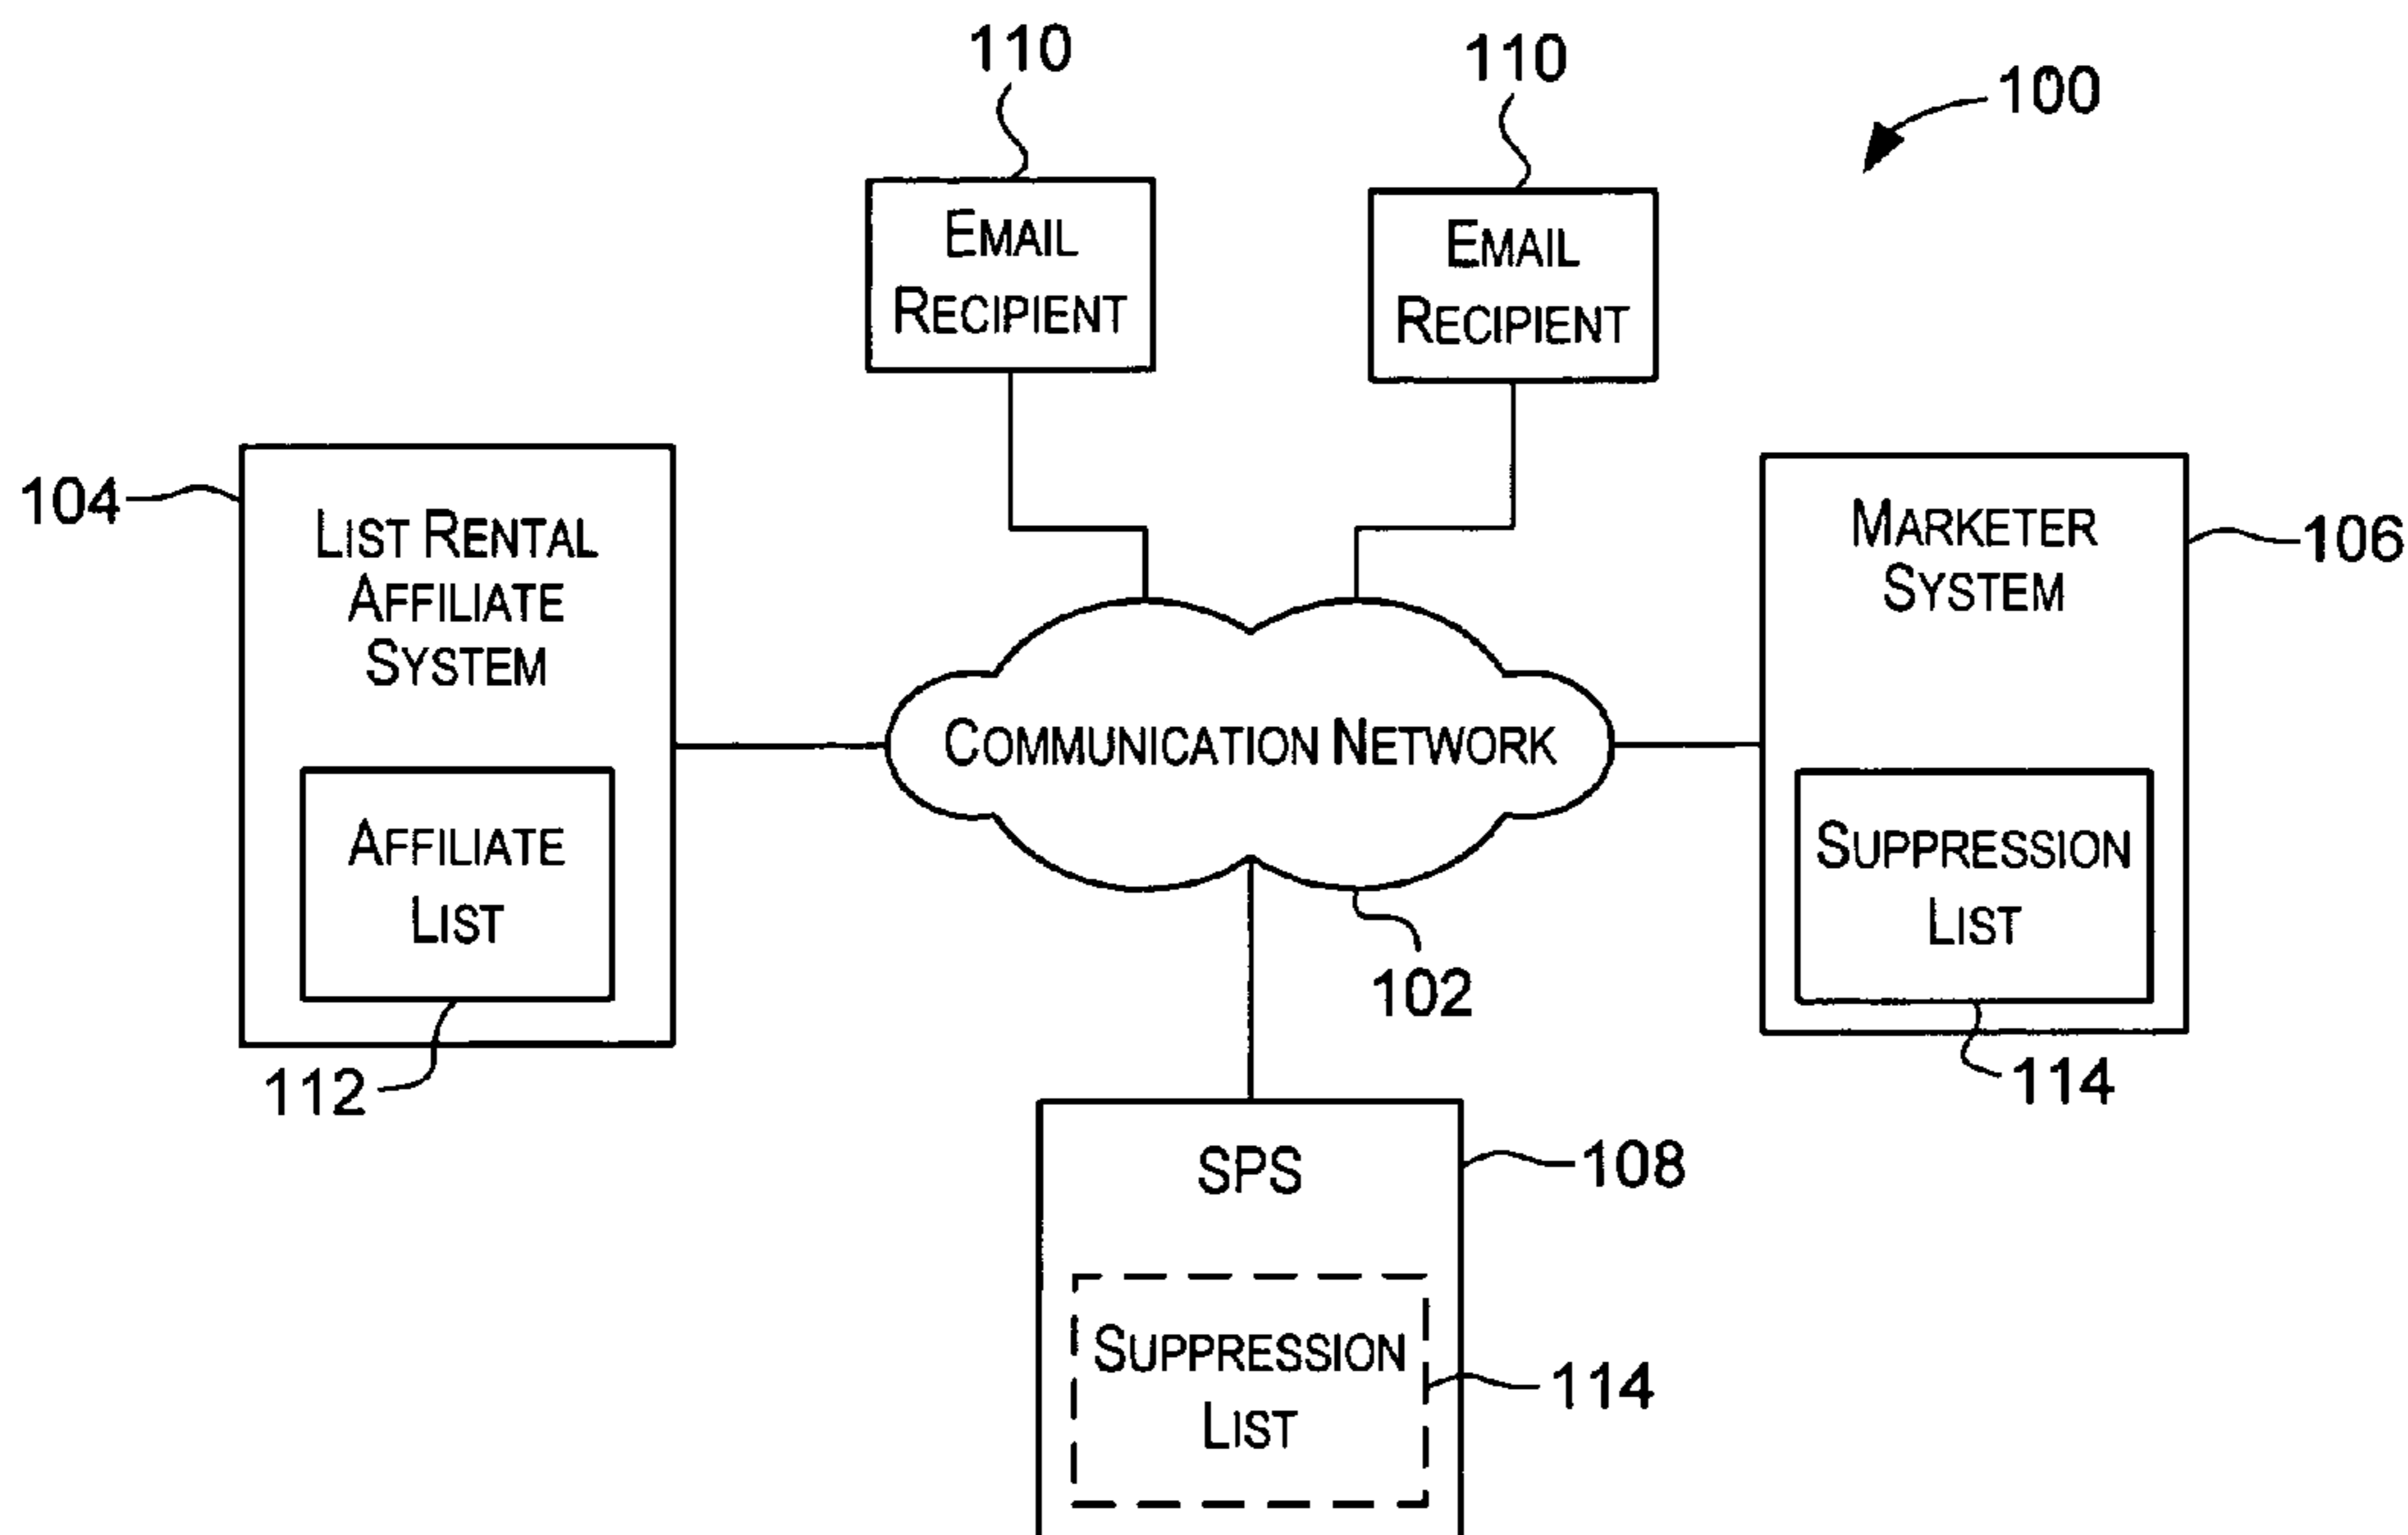 110
110
100
EMAIL
RECIPIENT
EMAIL
RECIPIENT
104
LIST RENTAL
AFFILIATE
SYSTEM
MARKETER
SYSTEM
106
COMMUNICATION NETWORK
AFFILIATE
LIST
SUPPRESSION
LIST
102
112
114
SPS
108
SUPPRESSION
LIST
114